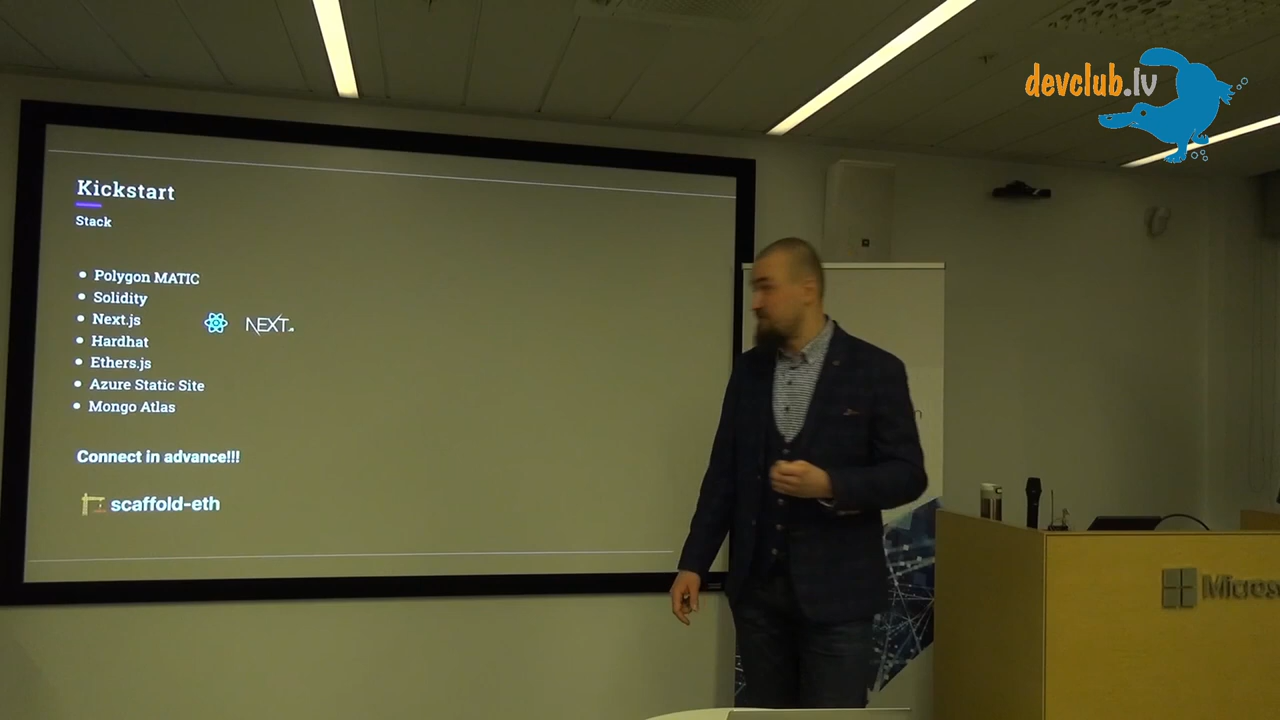 devclub.lv
Kickstart
Stack
Polygon MATIC
Solidity
Next.js
NEXT.JS
Hardhat
Ethers.js
Azure Static Site
Mongo Atlas
Connect in advance!!!
scaffold-eth
Micros